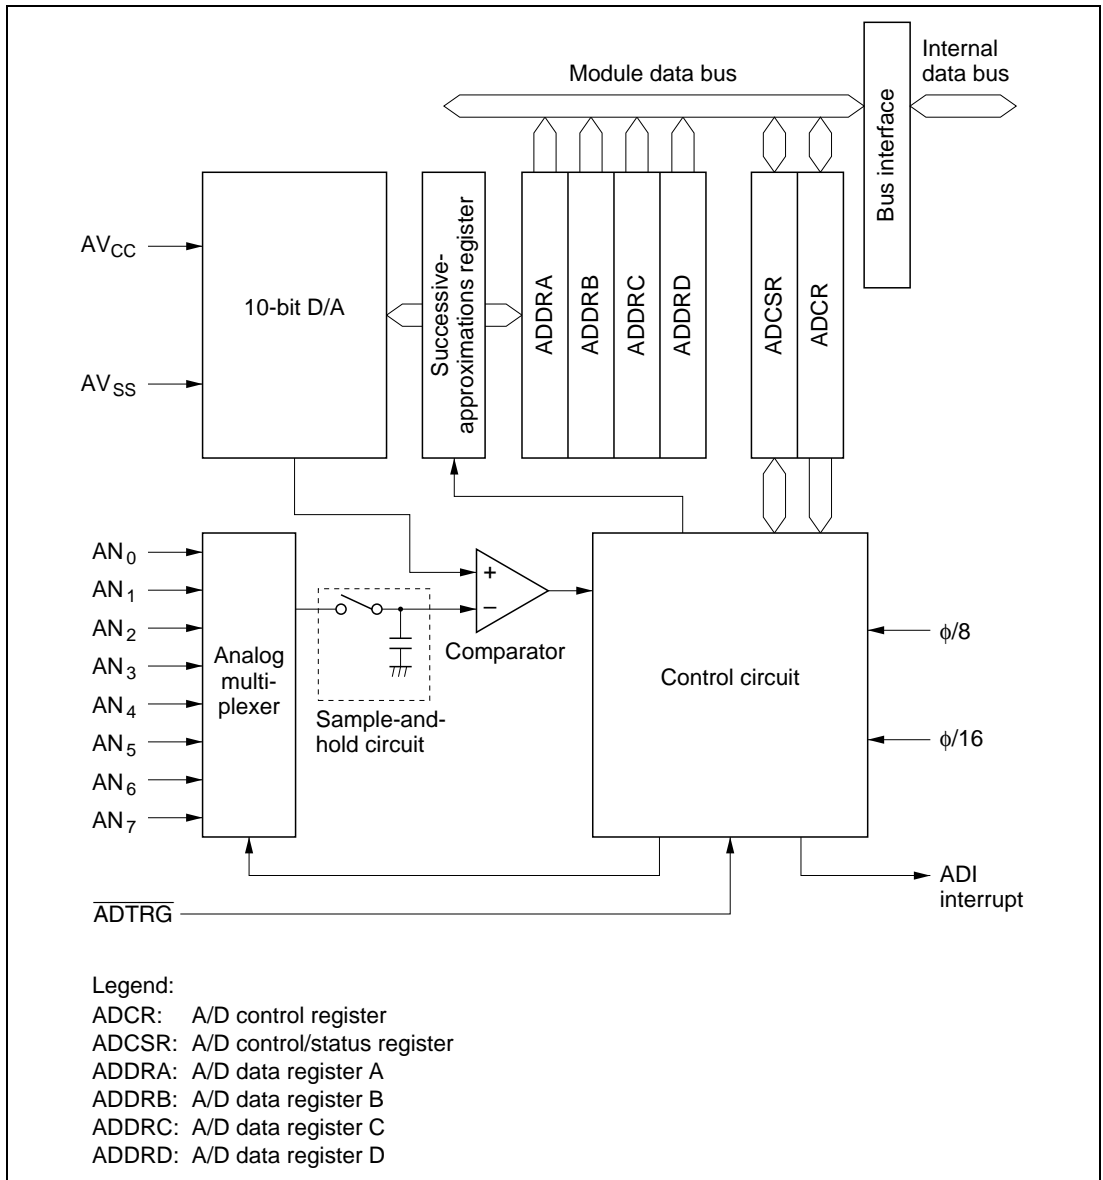 Internal
data bus
Module data bus
Bus interface
AVCC
AVSS
10-bit D/A
Successive-
approximations register
ADDRA
ADDRB
ADDRC
ADDRD
ADCSR
ADCR
AN0
AN1
AN2
AN3
AN4
AN5
AN6
AN7
Analog
multi-
plexer
Sample-and-
hold circuit
+
−
Comparator
Control circuit
ϕ/8
ϕ/16
ADI
interrupt
ADTRG
Legend:
ADCR: A/D control register
ADCSR: A/D control/status register
ADDRA: A/D data register A
ADDRB: A/D data register B
ADDRC: A/D data register C
ADDRD: A/D data register D